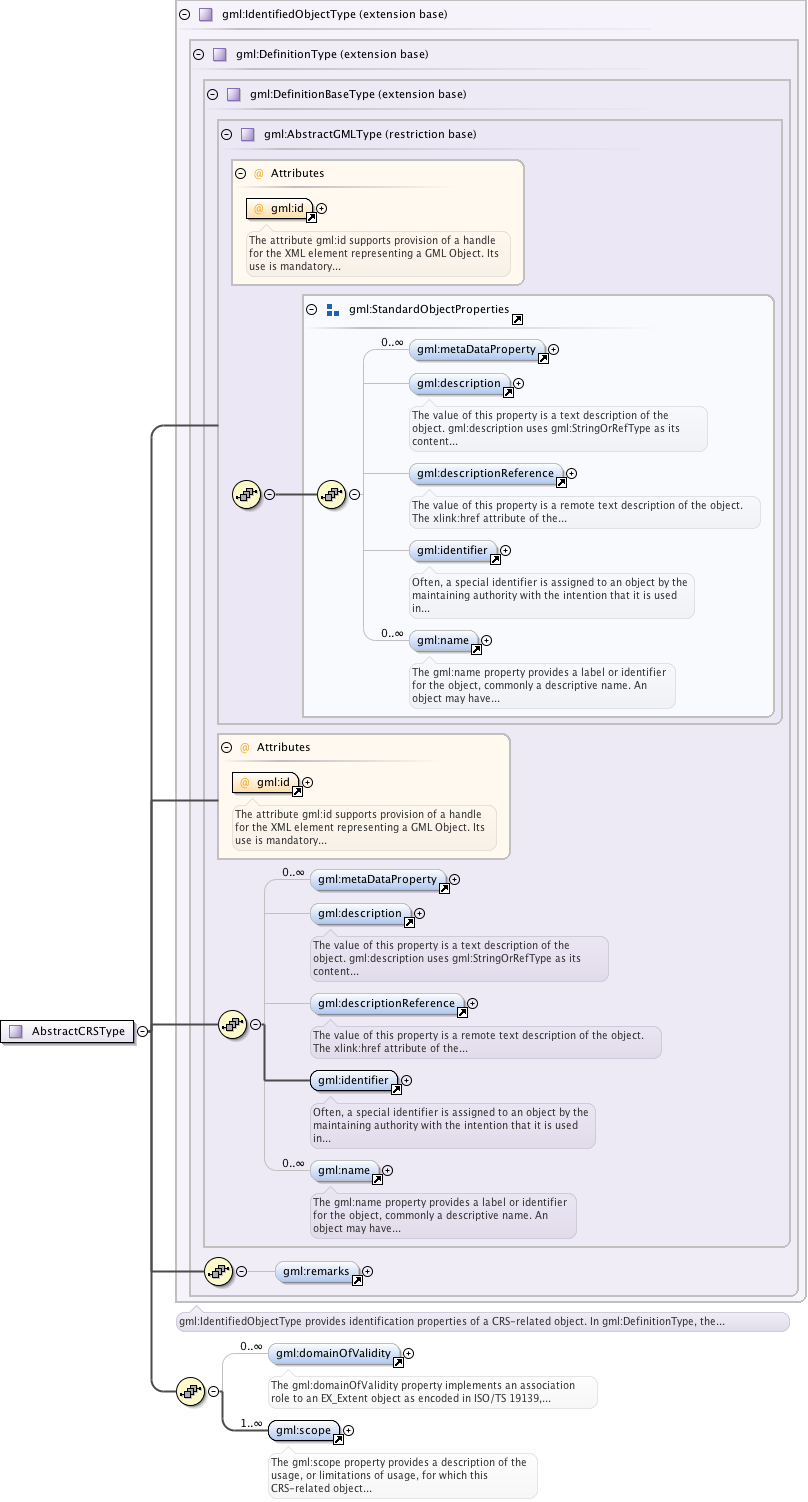 gml:IdentifiedObjectType (extension base)
gml:DefinitionType (extension base)
gml:DefinitionBaseType (extension base)
gml:AbstractGMLType (restriction base)
@ Attributes
@ gml:id
The attribute gml:id supports provision of a handle
for the XML element representing a GML Object. Its
use is mandatory...
gml:StandardObjectProperties
0..∞
gml:metaDataProperty
gml:description
The value of this property is a text description of the
object. gml:description uses gml:StringOrRefType as its
content...
gml:descriptionReference
The value of this property is a remote text description of the object.
The xlink:href attribute of the...
gml:identifier
Often, a special identifier is assigned to an object by the
maintaining authority with the intention that it is used
in...
0..∞
gml:name
The gml:name property provides a label or identifier
for the object, commonly a descriptive name. An
object may have...
@ Attributes
@ gml:id
The attribute gml:id supports provision of a handle
for the XML element representing a GML Object. Its
use is mandatory...
0..∞
gml:metaDataProperty
gml:description
The value of this property is a text description of the
object. gml:description uses gml:StringOrRefType as its
content...
gml:descriptionReference
The value of this property is a remote text description of the object.
The xlink:href attribute of the...
AbstractCRSType
gml:identifier
Often, a special identifier is assigned to an object by the
maintaining authority with the intention that it is used
in...
0..∞
gml:name
The gml:name property provides a label or identifier
for the object, commonly a descriptive name. An
object may have...
gml:remarks
gml:IdentifiedObjectType provides identification properties of a CRS-related object. In gml:DefinitionType, the...
0..∞
gml:domainOfValidity
The gml:domainOfValidity property implements an association
role to an EX_Extent object as encoded in ISO/TS 19139,...
1..∞
gml:scope
The gml:scope property provides a description of the
usage, or limitations of usage, for which this
CRS-related object...